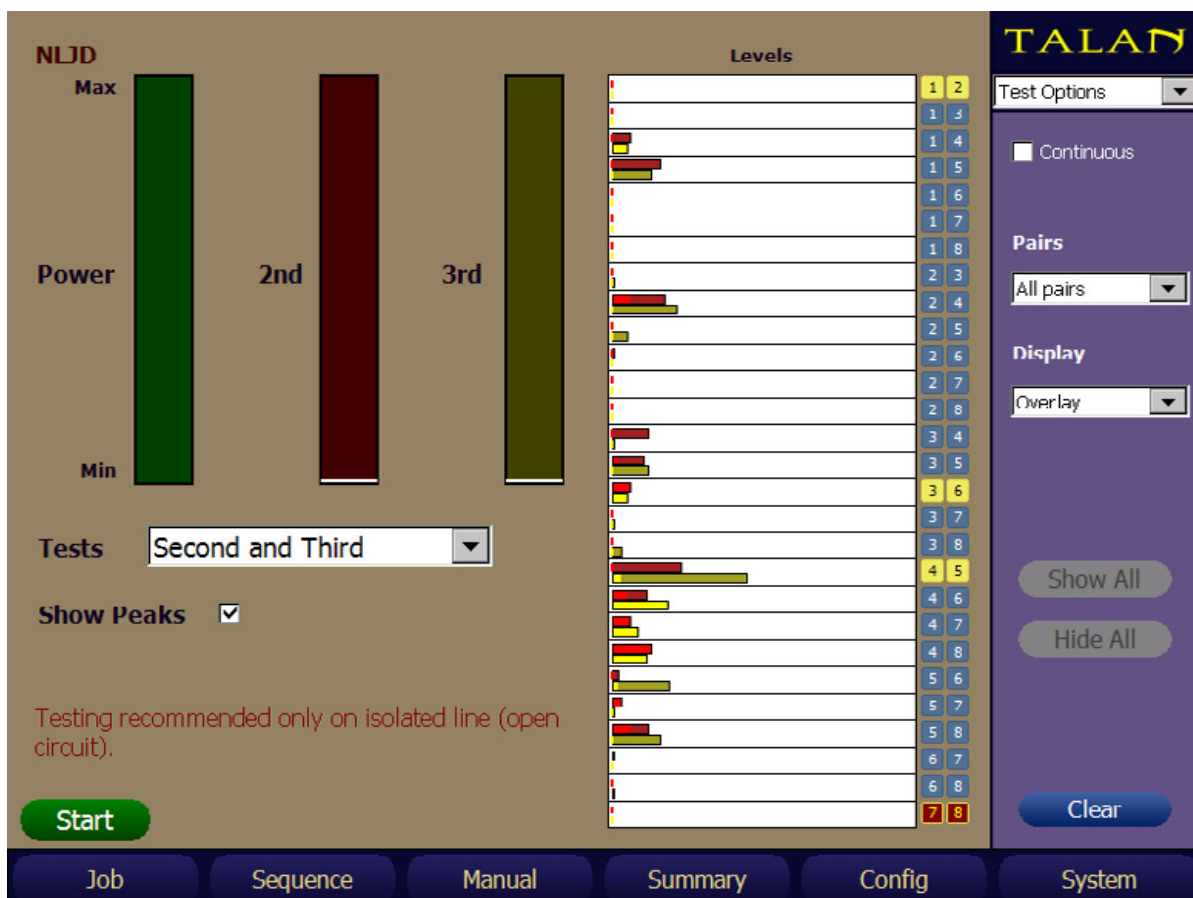 NLJD
Levels
TALAN
Max
Test Options
1 2
1 3
1 4
Continuous
1 5
1 6
1 7
Pairs
1 8
Power
2nd
3rd
2 3
All pairs
2 4
2 5
Display
2 6
2 7
Overlay
2 8
3 4
Min
3 5
3 6
3 7
Tests
Second and Third
3 8
4 5
Show All
4 6
Show Peaks
4 7
Hide All
4 8
5 6
Testing recommended only on isolated line (open
circuit).
5 7
5 8
6 7
6 8
Start
7 8
Clear
Job
Sequence
Manual
Summary
Config
System